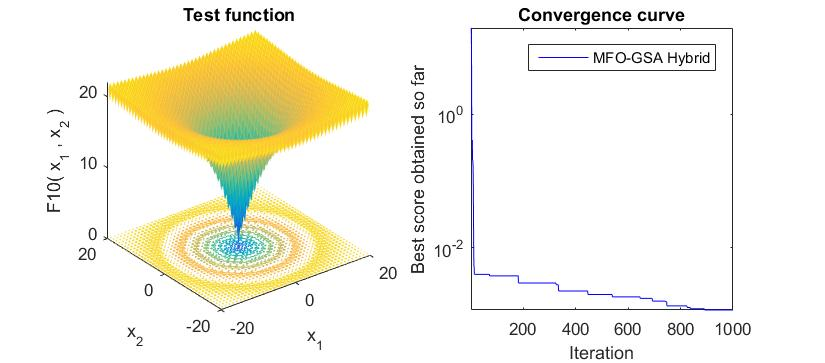 Test function
F10( x1 , x2 )
20
10
0
20
0
-20
x2
-20
0
20
x1
Convergence curve
MFO-GSA Hybrid
Best score obtained so far
10^0
10^-2
200 400 600 800 1000
Iteration